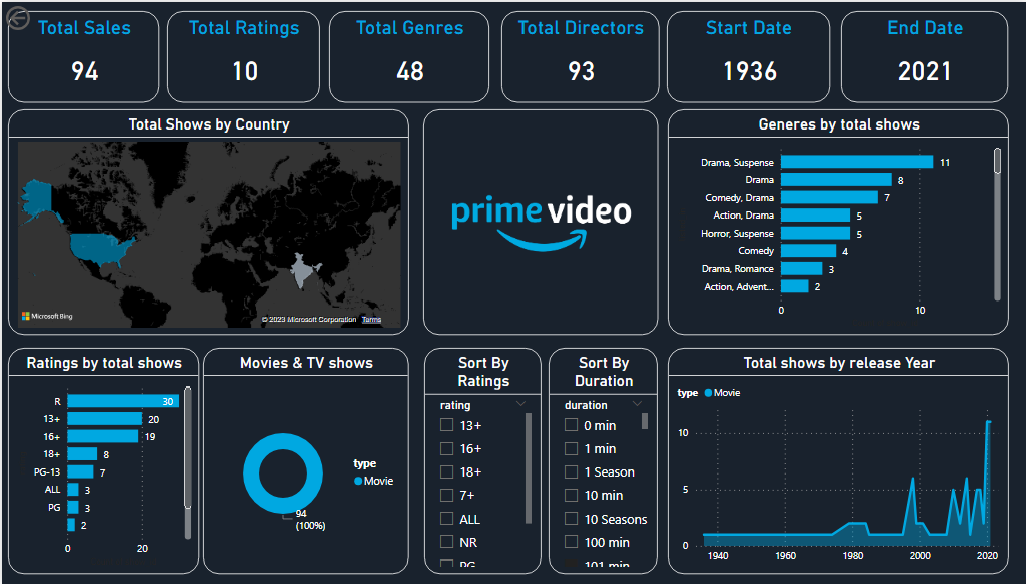 Total Sales
94
Total Ratings
10
Total Genres
48
Total Directors
93
Start Date
1936
End Date
2021
Total Shows by Country
Microsoft Bing
© 2023 Microsoft Corporation Terms
prime video
Generes by total shows
Drama, Suspense 11
Drama 8
Comedy, Drama 7
Action, Drama 5
Horror, Suspense 5
Comedy 4
Drama, Romance 3
Action, Advent... 2
0 10
Ratings by total shows
R 30
13+ 20
16+ 19
18+ 8
PG-13 7
ALL 3
PG 3
2
0 20
Movies & TV shows
type
Movie
94
(100%)
Sort By
Ratings
rating
13+
16+
18+
7+
ALL
NR
PG
Sort By
Duration
duration
0 min
1 min
1 Season
10 min
10 Seasons
100 min
101 min
Total shows by release Year
type Movie
10
5
0
1940 1960 1980 2000 2020